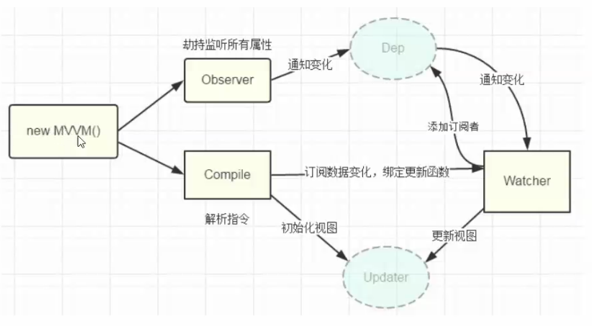 劫持监听所有属性
Observer
通知变化
Dep
通知变化
new MVVM()
添加订阅者
Compile
订阅数据变化，绑定更新函数
Watcher
解析指令
初始化视图
更新视图
Updater